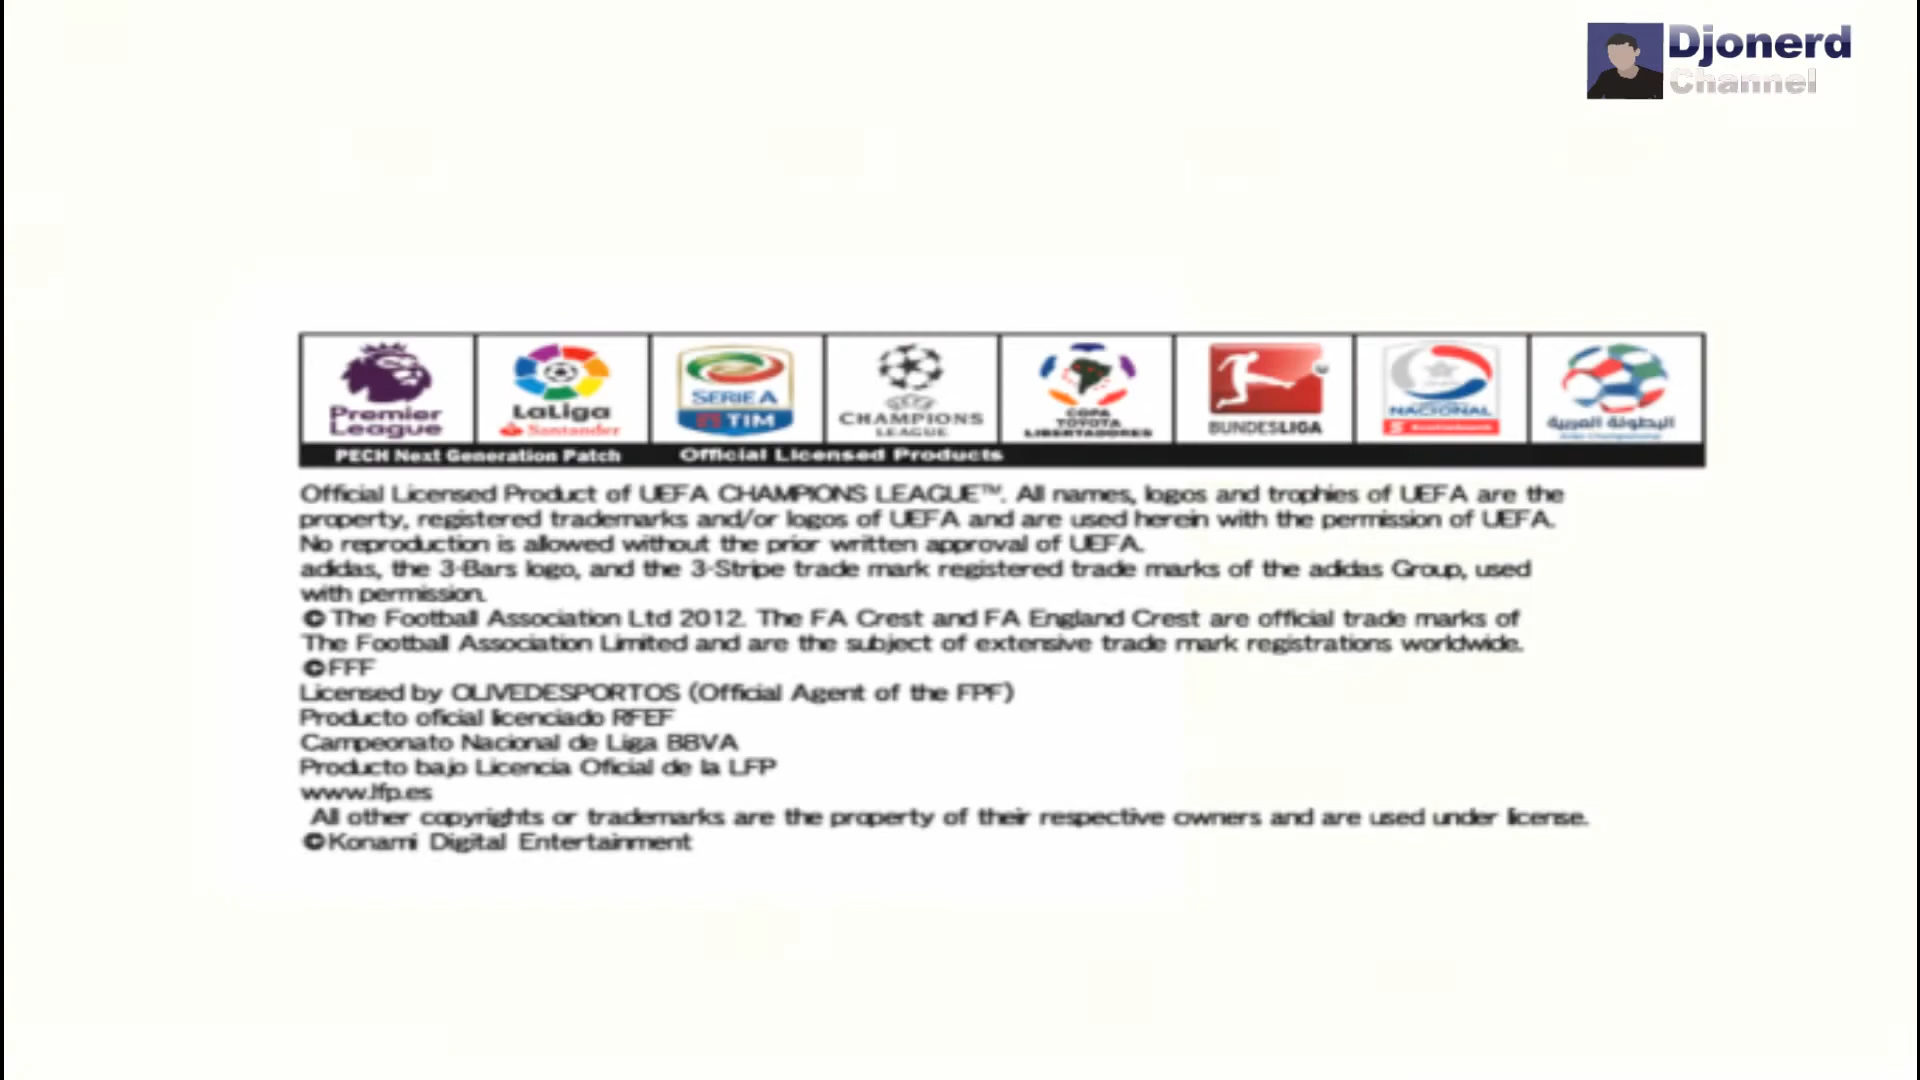 Djonerd
Channel
Premier
League
LaLiga
Santander
SERIE A
TIM
UEFA
CHAMPIONS
LEAGUE
COPA
TOYOTA
LIBERTADORES
BUNDESLIGA
NACIONAL
Scotiabank
البطولة العربية
PECH Next Generation Patch Official Licensed Products
Official Licensed Product of UEFA CHAMPIONS LEAGUE™. All names, logos and trophies of UEFA are the
property, registered trademarks and/or logos of UEFA and are used herein with the permission of UEFA.
No reproduction is allowed without the prior written approval of UEFA.
adidas, the 3-Bars logo, and the 3-Stripe trade mark registered trade marks of the adidas Group, used
with permission.
© The Football Association Ltd 2012. The FA Crest and FA England Crest are official trade marks of
The Football Association Limited and are the subject of extensive trade mark registrations worldwide.
©FFF
Licensed by OLIVEDESPORTOS (Official Agent of the FPF)
Producto oficial licenciado RFEF
Campeonato Nacional de Liga BBVA
Producto bajo Licencia Oficial de la LFP
www.lfp.es
All other copyrights or trademarks are the property of their respective owners and are used under license.
©Konami Digital Entertainment